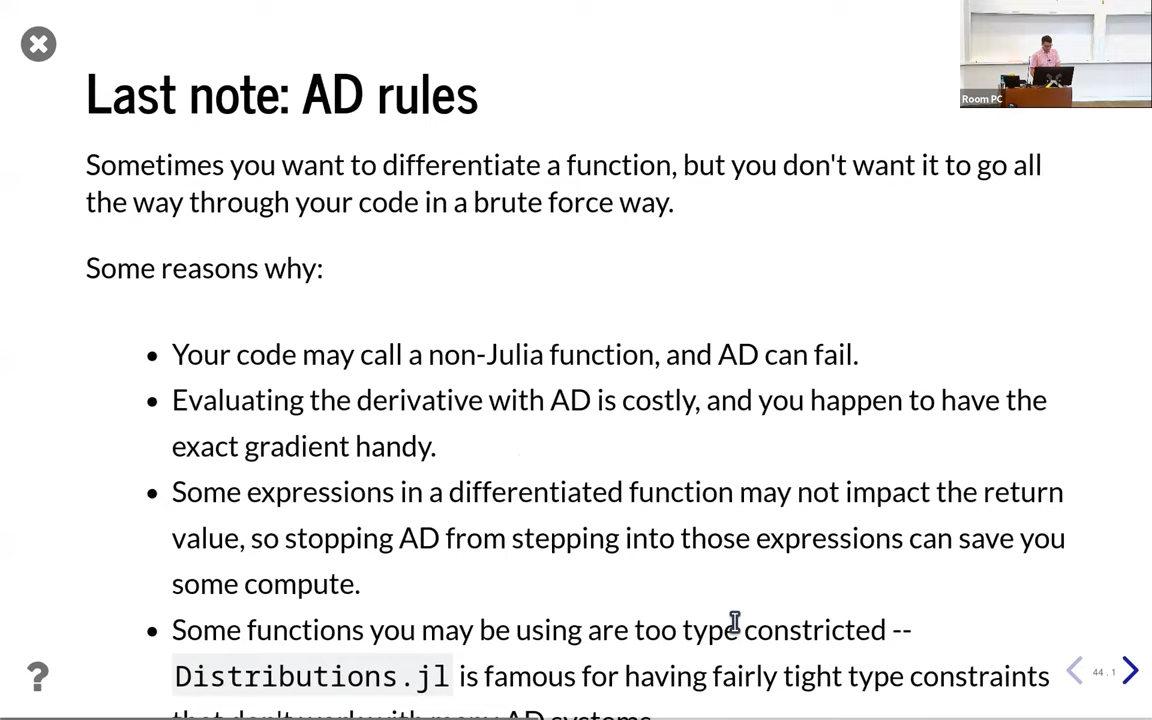 Last note: AD rules
Room PC
Sometimes you want to differentiate a function, but you don't want it to go all
the way through your code in a brute force way.
Some reasons why:
• Your code may call a non-Julia function, and AD can fail.
• Evaluating the derivative with AD is costly, and you happen to have the
exact gradient handy.
• Some expressions in a differentiated function may not impact the return
value, so stopping AD from stepping into those expressions can save you
some compute.
• Some functions you may be using are too type constricted --
Distributions.jl is famous for having fairly tight type constraints
that don't work with many AD systems.
?
44.1